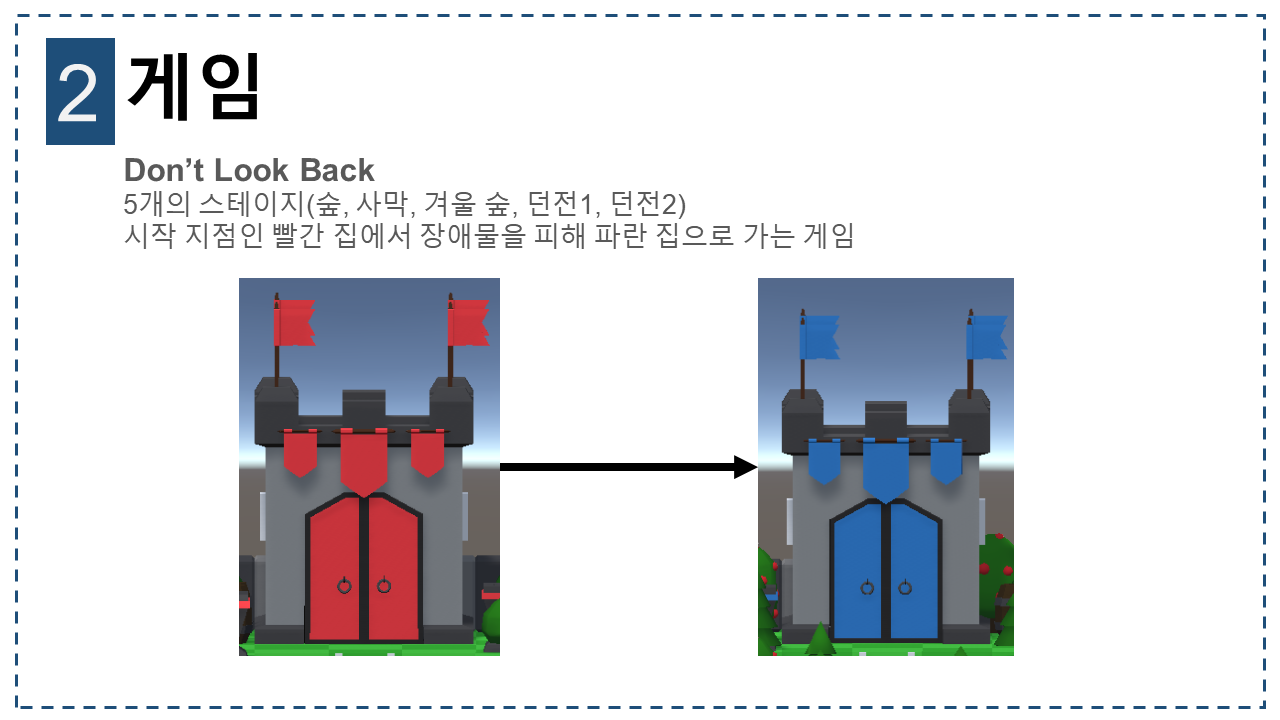 2 게임
Don’t Look Back
5개의 스테이지(숲, 사막, 겨울 숲, 던전1, 던전2)
시작 지점인 빨간 집에서 장애물을 피해 파란 집으로 가는 게임